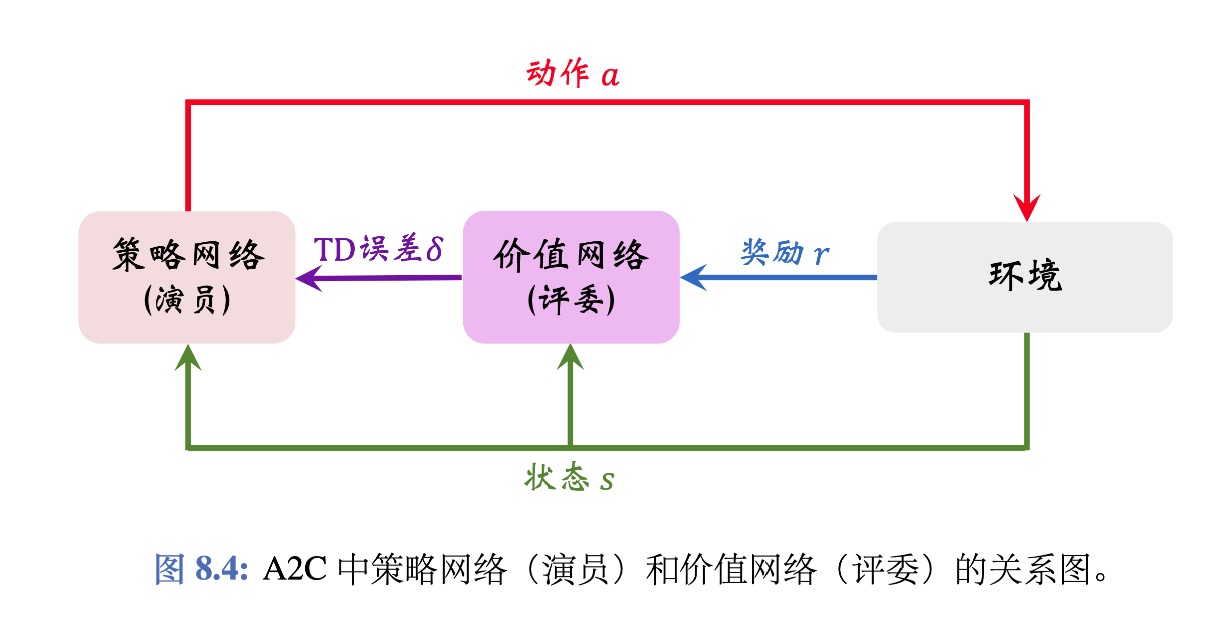 动作 a
策略网络
(演员)
TD误差δ
价值网络
(评委)
奖励 r
环境
状态 s
图 8.4: A2C 中策略网络（演员）和价值网络（评委）的关系图。